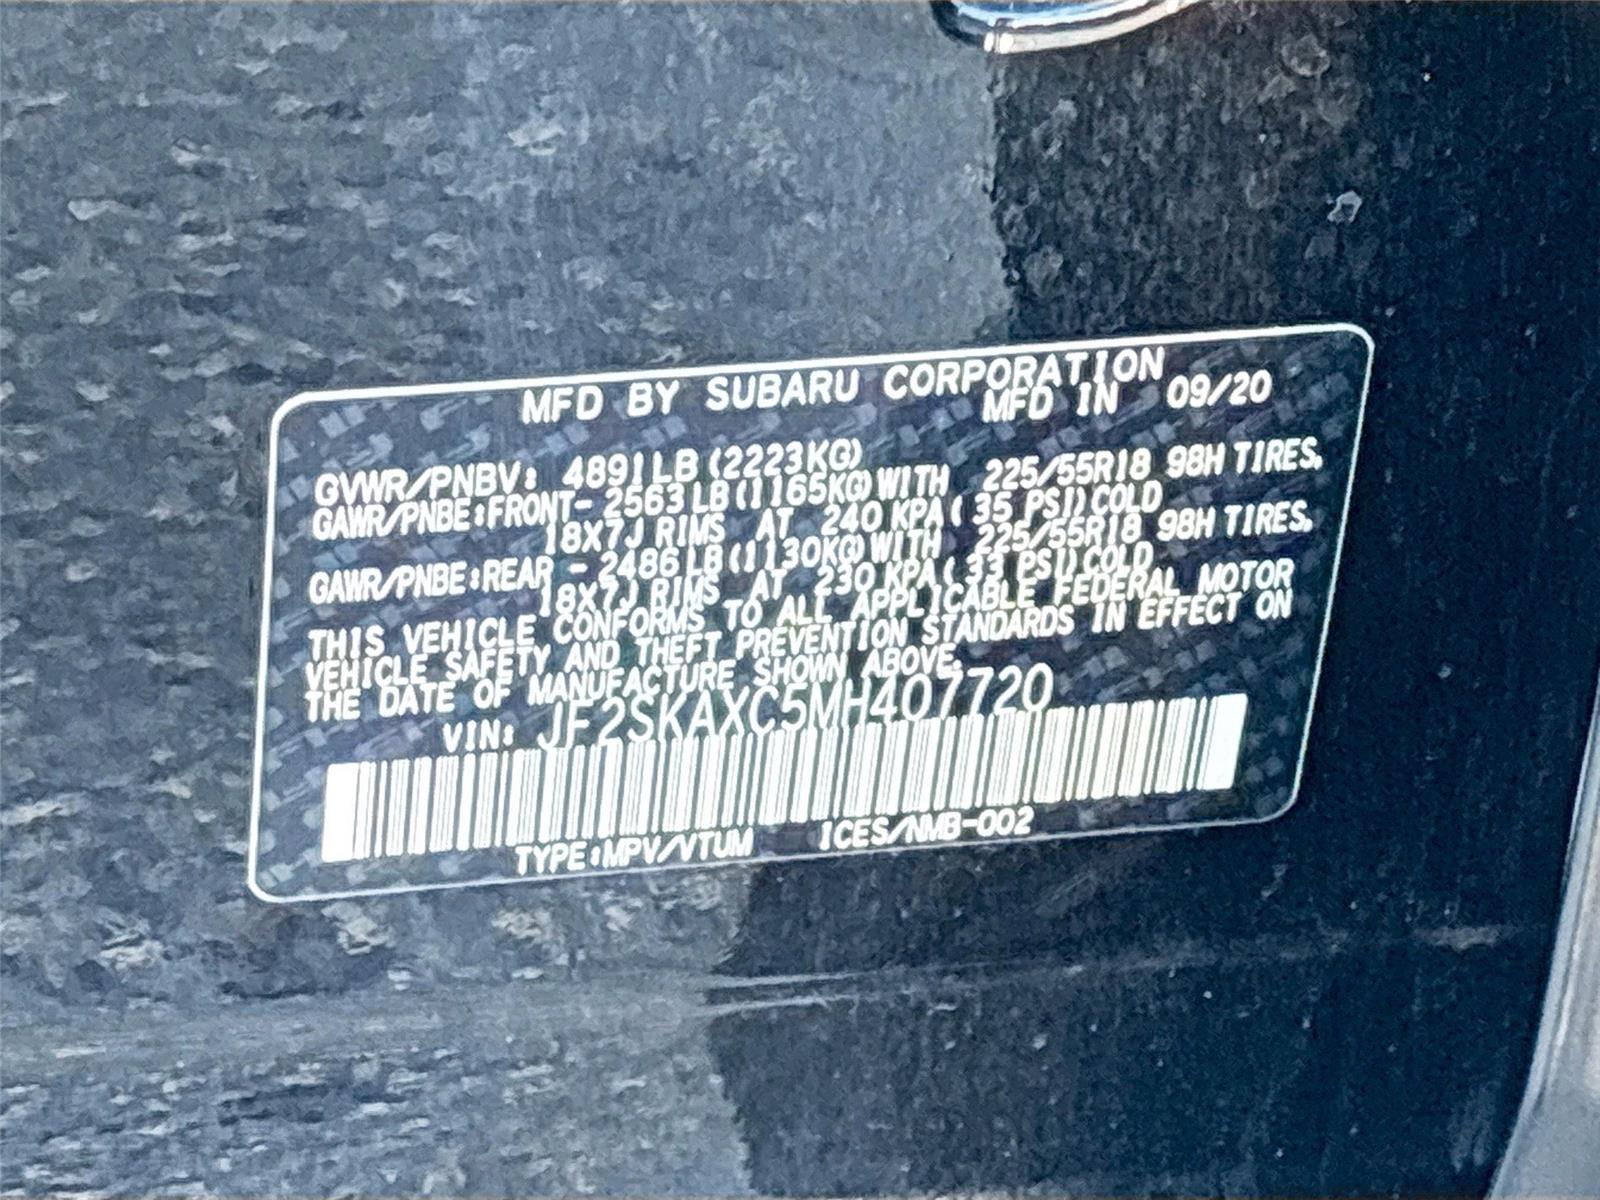 MFD BY SUBARU CORPORATION
MFD IN 09/20
GVWR/PNBV: 4891LB (2223KG)
GAWR/PNBE:FRONT- 2563LB(1165KG)WITH 225/55R18 98H TIRES,
18X7J RIMS AT 240 KPA( 35 PSI)COLD
GAWR/PNBE:REAR - 2486LB(1130KG)WITH 225/55R18 98H TIRES,
18X7J RIMS AT 230 KPA( 33 PSI)COLD
THIS VEHICLE CONFORMS TO ALL APPLICABLE FEDERAL MOTOR
VEHICLE SAFETY AND THEFT PREVENTION STANDARDS IN EFFECT ON
THE DATE OF MANUFACTURE SHOWN ABOVE.
VIN: JF2SKAXC5MH407720
TYPE:MPV/VTUM ICES/NMB-002